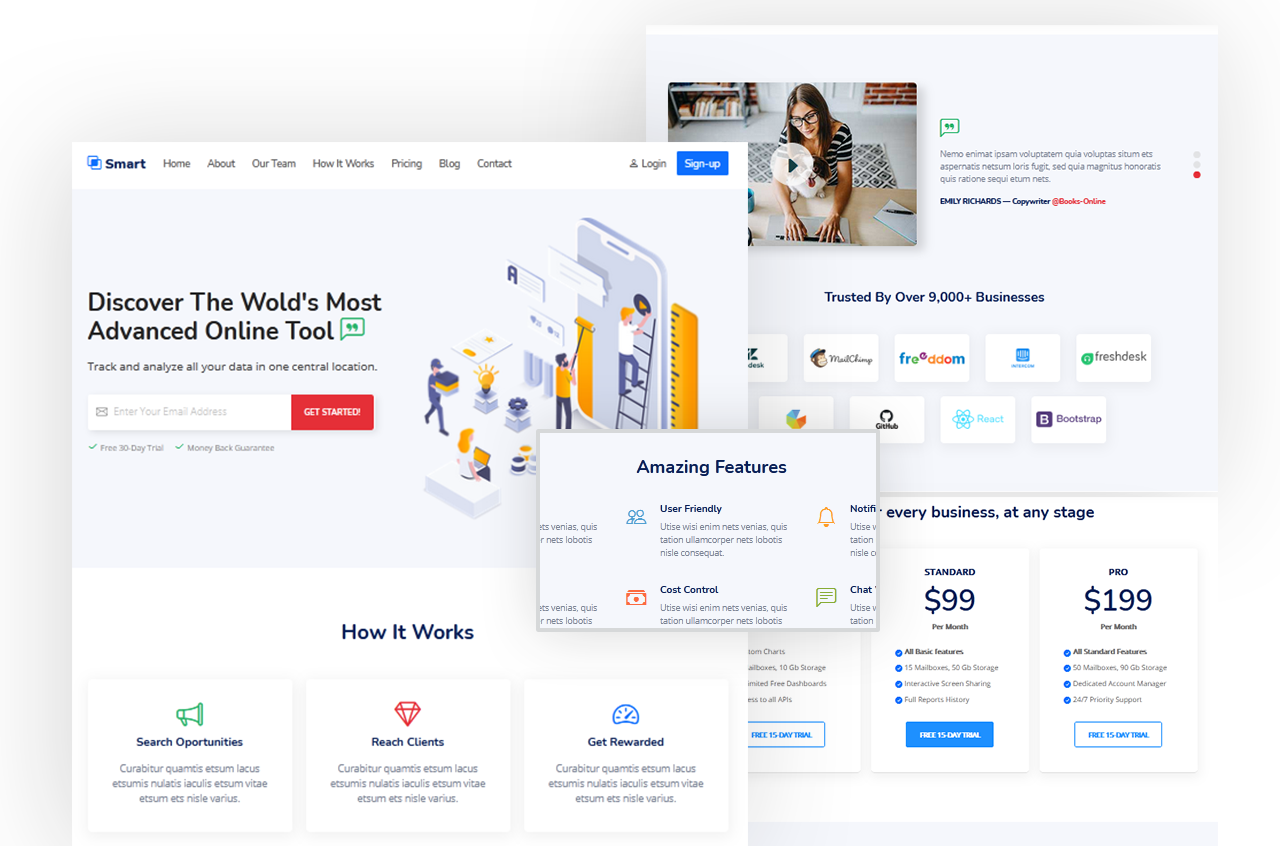 Smart Home About Our Team How It Works Pricing Blog Contact Login Sign-up
Discover The Wold's Most
Advanced Online Tool
Track and analyze all your data in one central location.
Enter Your Email Address GET STARTED!
Free 30-Day Trial Money Back Guarantee
A
How It Works
Search Oportunities
Curabitur quamtis etsum lacus
etsumis nulatis iaculis etsum vitae
etsum ets nisle varius.
Reach Clients
Curabitur quamtis etsum lacus
etsumis nulatis iaculis etsum vitae
etsum ets nisle varius.
Get Rewarded
Curabitur quamtis etsum lacus
etsumis nulatis iaculis etsum vitae
etsum ets nisle varius.
Nemo enimat ipsam voluptatem quia voluptas situm ets
aspernatis netsum loris fugit, sed quia magnitus honoratis
quis ratione sequi etum nets.
EMILY RICHARDS — Copywriter @Books-Online
Trusted By Over 9,000+ Businesses
desk
MailChimp
freeddom
INTERCOM
freshdesk
GitHub
React
B Bootstrap
Amazing Features
ets venias, quis
er nets lobotis
User Friendly
Utise wisi enim nets venias, quis
tation ullamcorper nets lobotis
nisle consequat.
Notifi
Utise w
tation
nisle c
ets venias, quis
er nets lobotis
Cost Control
Utise wisi enim nets venias, quis
tation ullamcorper nets lobotis
Chat
Utise w
tation
r every business, at any stage
tom Charts
ailboxes, 10 Gb Storage
imited Free Dashboards
ess to all APIs
FREE 15-DAY TRIAL
STANDARD
$99
Per Month
All Basic features
15 Mailboxes, 50 Gb Storage
Interactive Screen Sharing
Full Reports History
FREE 15-DAY TRIAL
PRO
$199
Per Month
All Standard Features
50 Mailboxes, 90 Gb Storage
Dedicated Account Manager
24/7 Priority Support
FREE 15-DAY TRIAL